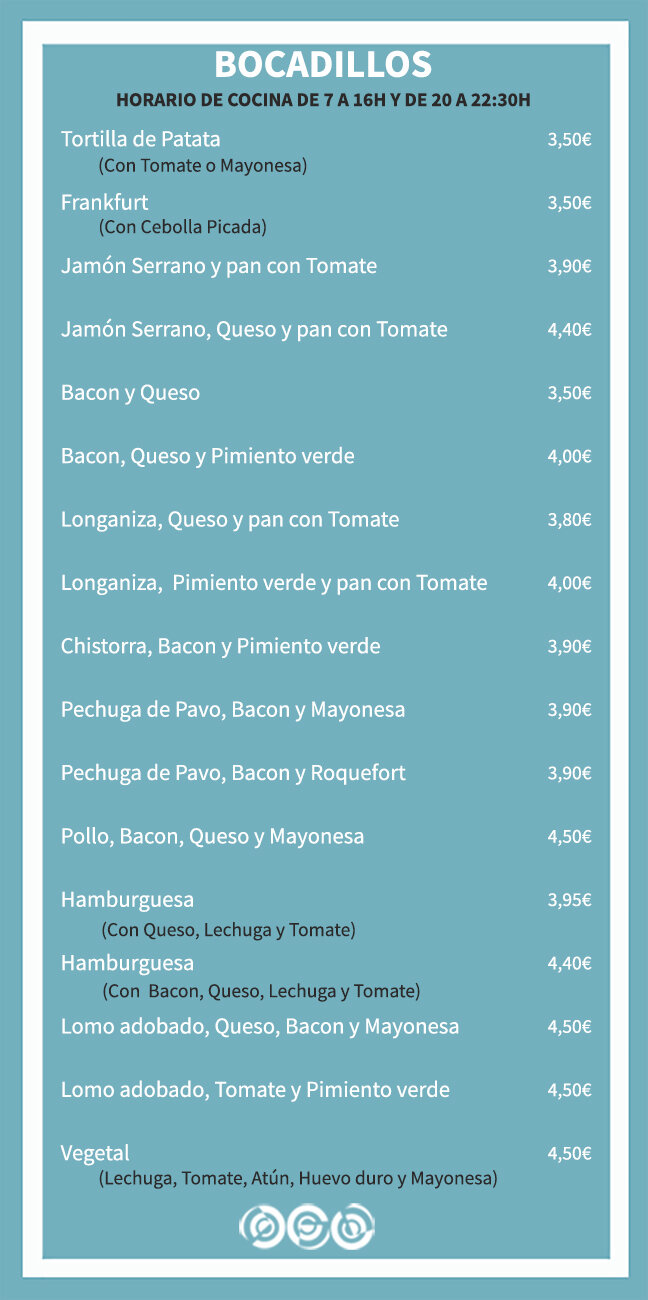 BOCADILLOS
HORARIO DE COCINA DE 7 A 16H Y DE 20 A 22:30H
Tortilla de Patata 3,50€
(Con Tomate o Mayonesa)
Frankfurt 3,50€
(Con Cebolla Picada)
Jamón Serrano y pan con Tomate 3,90€
Jamón Serrano, Queso y pan con Tomate 4,40€
Bacon y Queso 3,50€
Bacon, Queso y Pimiento verde 4,00€
Longaniza, Queso y pan con Tomate 3,80€
Longaniza, Pimiento verde y pan con Tomate 4,00€
Chistorra, Bacon y Pimiento verde 3,90€
Pechuga de Pavo, Bacon y Mayonesa 3,90€
Pechuga de Pavo, Bacon y Roquefort 3,90€
Pollo, Bacon, Queso y Mayonesa 4,50€
Hamburguesa 3,95€
(Con Queso, Lechuga y Tomate)
Hamburguesa 4,40€
(Con Bacon, Queso, Lechuga y Tomate)
Lomo adobado, Queso, Bacon y Mayonesa 4,50€
Lomo adobado, Tomate y Pimiento verde 4,50€
Vegetal 4,50€
(Lechuga, Tomate, Atún, Huevo duro y Mayonesa)